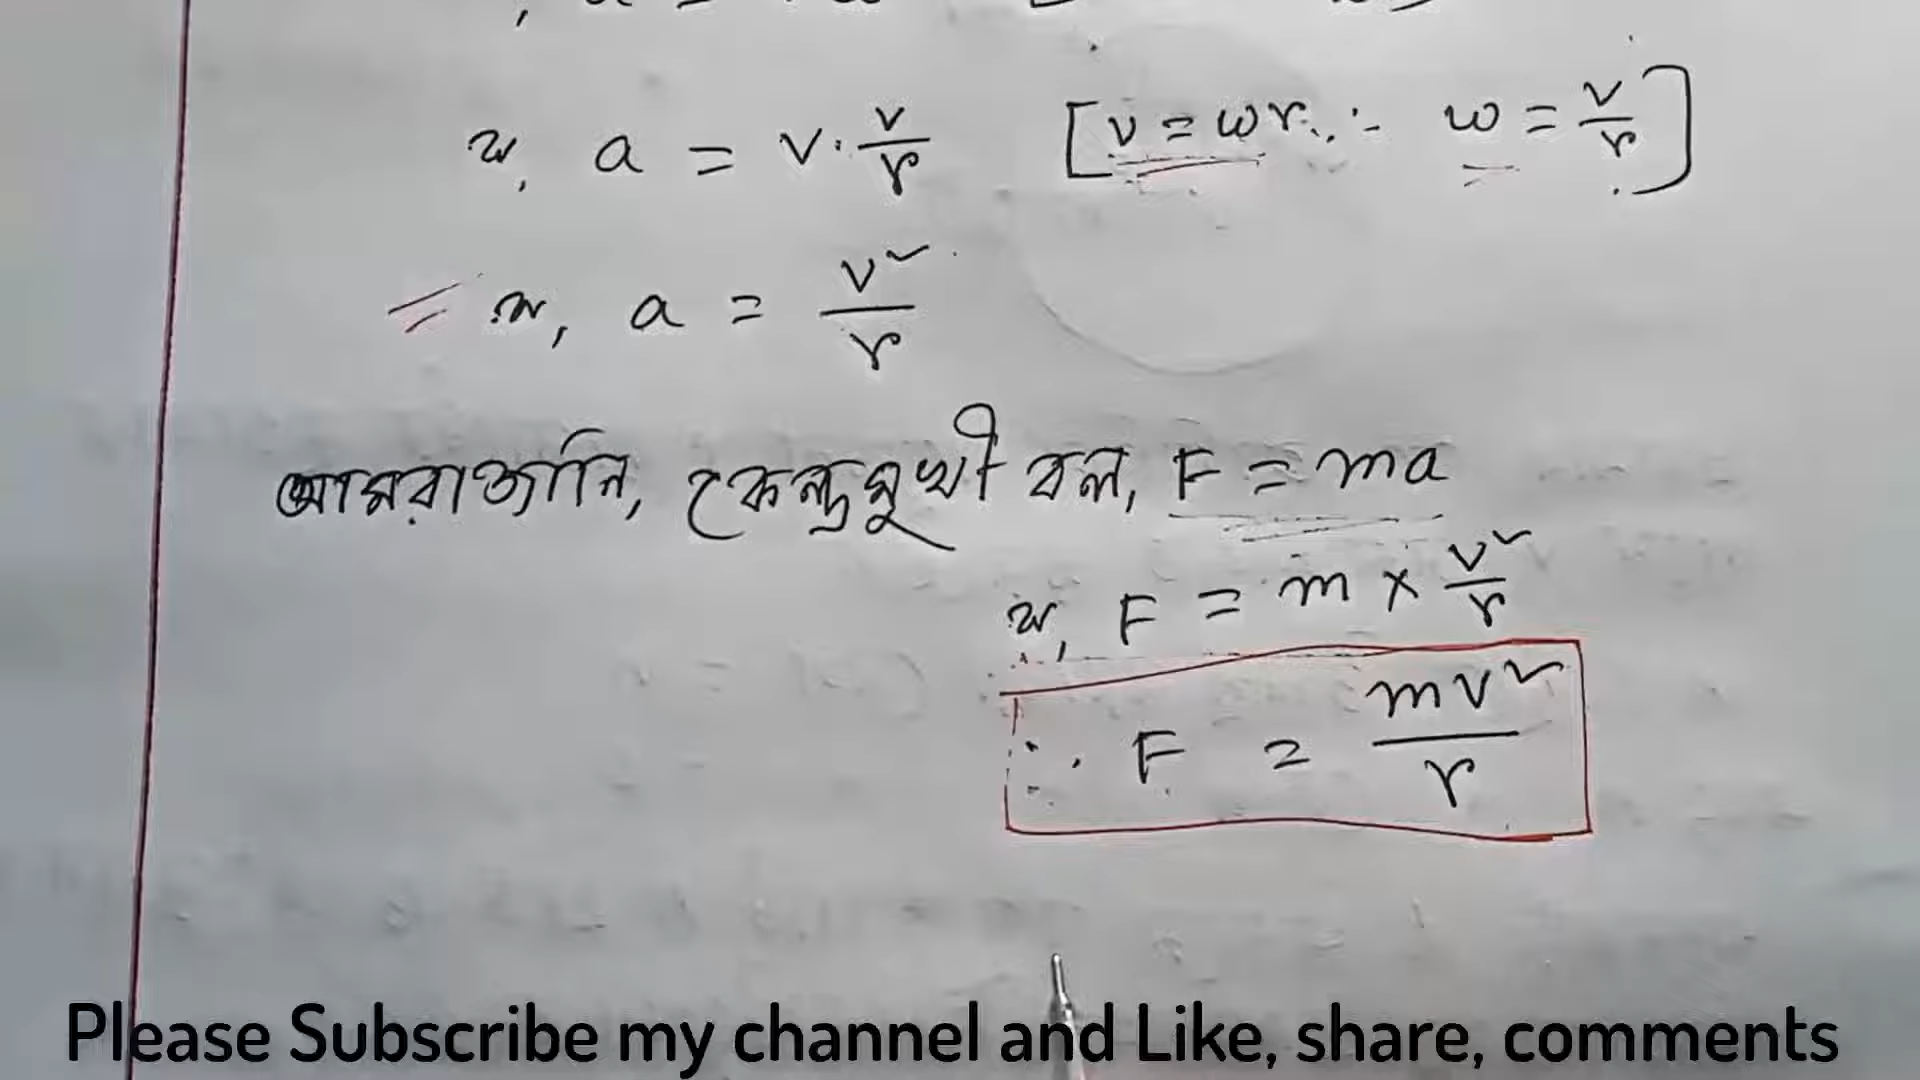 বা, a = v · v/r [v = ωr ∴ ω = v/r]
= বা, a = v²/r
আমরা জানি, কেন্দ্রমুখী বল, F = ma
বা, F = m × v²/r
∴ F = mv²/r
Please Subscribe my channel and Like, share, comments